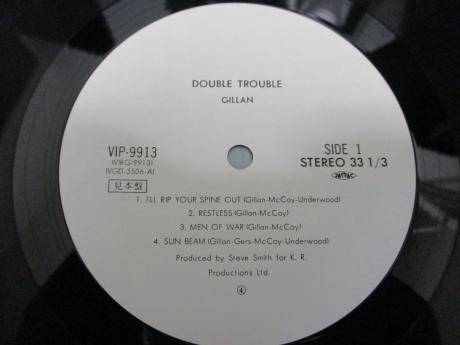 DOUBLE TROUBLE
GILLAN
VIP-9913
(VIRG-9913)
(VGD-3506-A)
見本盤
SIDE 1
STEREO 33 1/3
1. I'LL RIP YOUR SPINE OUT (Gillan-McCoy-Underwood)
2. RESTLESS (Gillan-McCoy)
3. MEN OF WAR (Gillan-McCoy)
4. SUN BEAM (Gillan-Gers-McCoy-Underwood)
Produced by Steve Smith for K. R.
Productions Ltd.
④